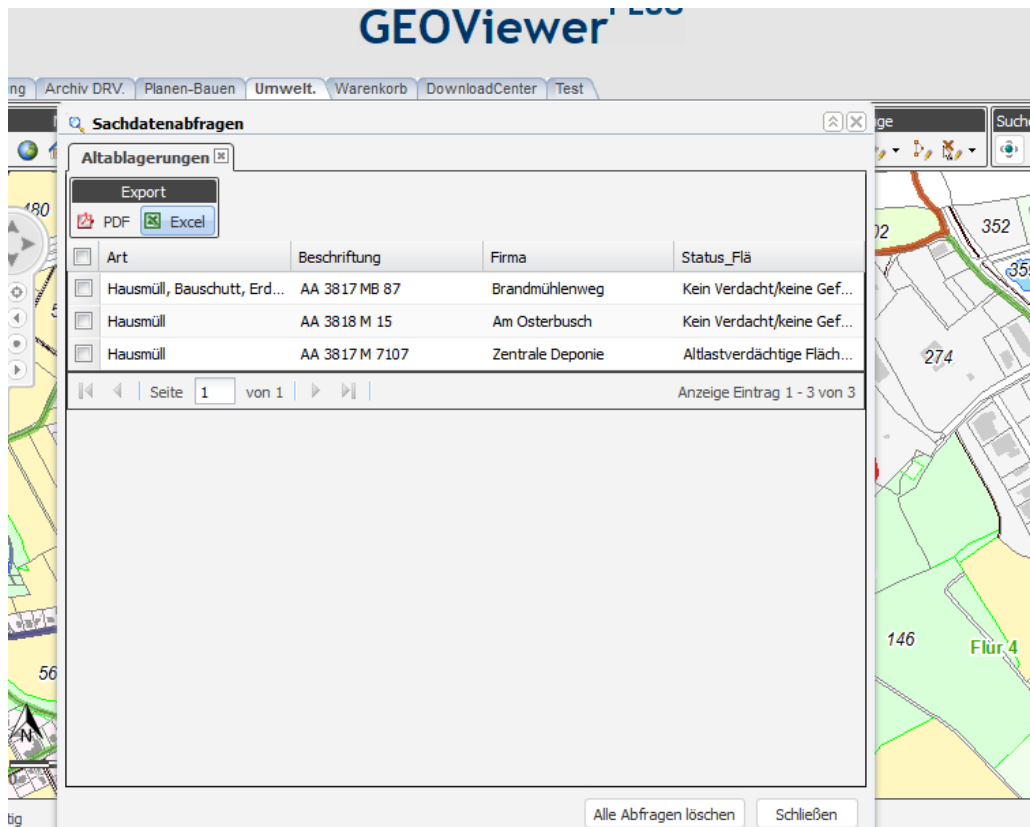 GEOViewer PLUS
ng Archiv DRV. Planen-Bauen Umwelt. Warenkorb DownloadCenter Test
Sachdatenabfragen
ge
Such
Altablagerungen
Export
PDF Excel
Art Beschriftung Firma Status_Flä
Hausmüll, Bauschutt, Erd... AA 3817 MB 87 Brandmühlenweg Kein Verdacht/keine Gef...
Hausmüll AA 3818 M 15 Am Osterbusch Kein Verdacht/keine Gef...
Hausmüll AA 3817 M 7107 Zentrale Deponie Altlastverdächtige Fläch...
Seite 1 von 1 Anzeige Eintrag 1 - 3 von 3
480
352
274
146
Flur 4
56
N
Alle Abfragen löschen Schließen
tig